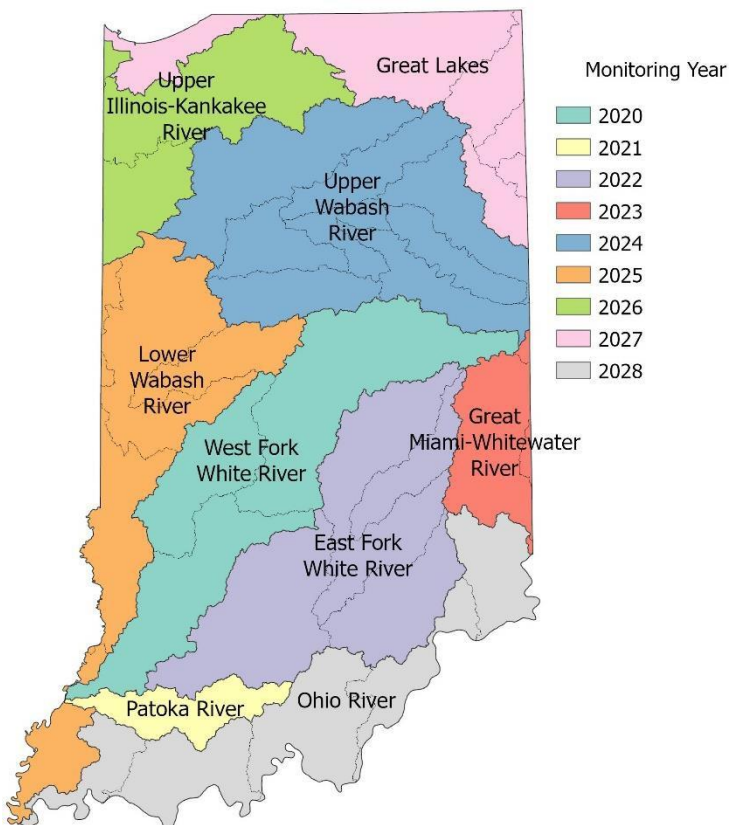 Great Lakes
Upper
Illinois-Kankakee
River
Upper
Wabash
River
Lower
Wabash
River
West Fork
White River
Great
Miami-Whitewater
River
East Fork
White River
Patoka River
Ohio River
Monitoring Year
2020
2021
2022
2023
2024
2025
2026
2027
2028